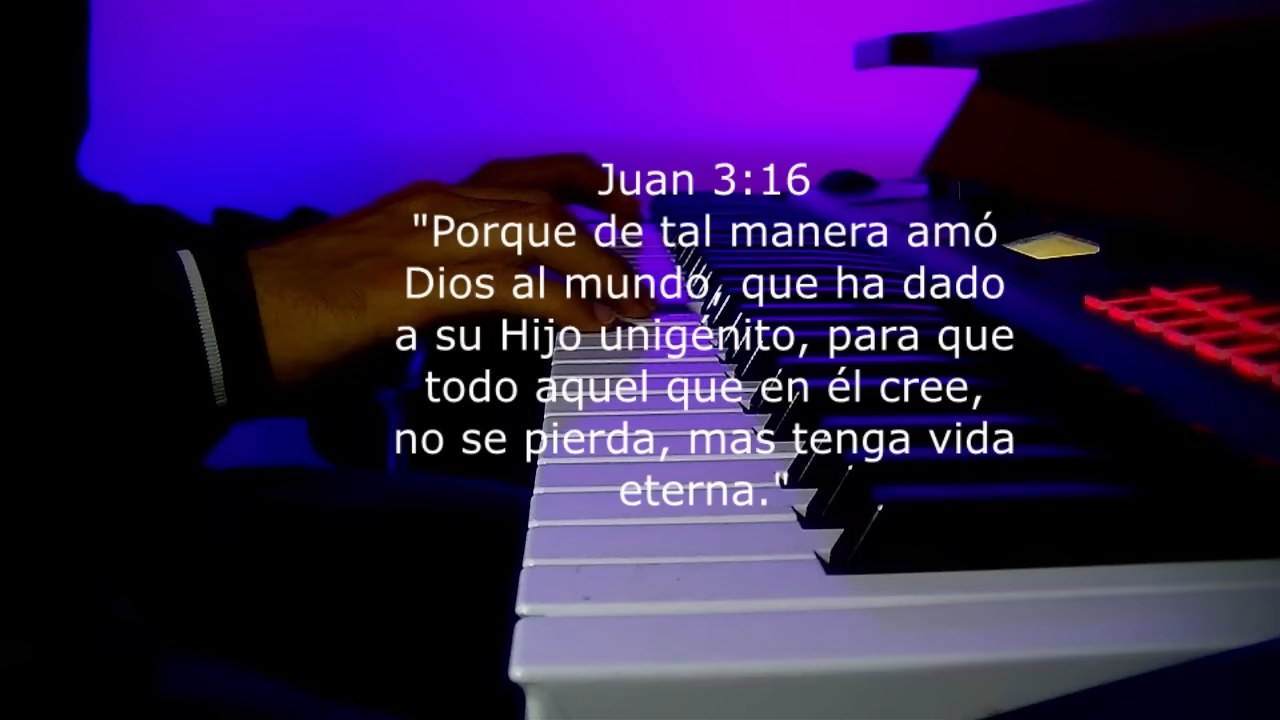 Juan 3:16
"Porque de tal manera amó
Dios al mundo, que ha dado
a su Hijo unigénito, para que
todo aquel que en él cree,
no se pierda, mas tenga vida
eterna."